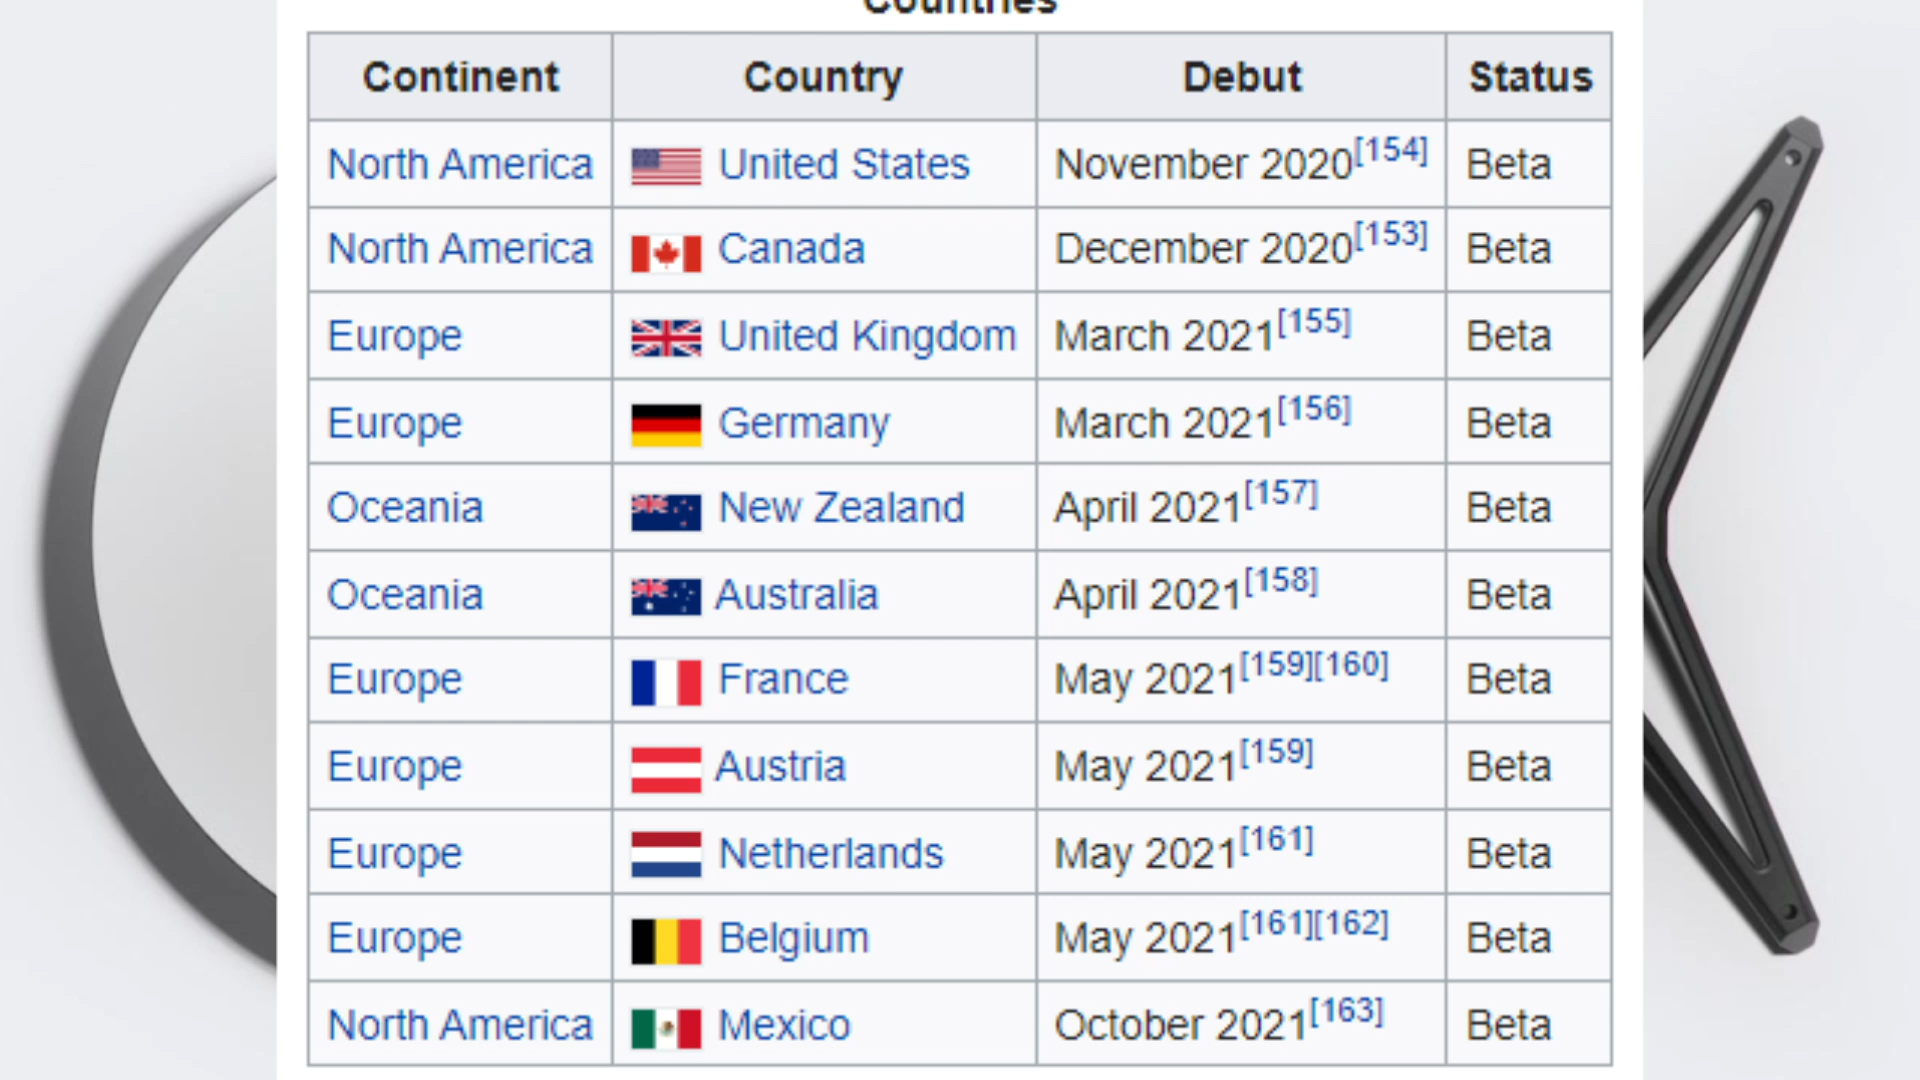 Countries
Continent Country Debut Status
North America United States November 2020[154] Beta
North America Canada December 2020[153] Beta
Europe United Kingdom March 2021[155] Beta
Europe Germany March 2021[156] Beta
Oceania New Zealand April 2021[157] Beta
Oceania Australia April 2021[158] Beta
Europe France May 2021[159][160] Beta
Europe Austria May 2021[159] Beta
Europe Netherlands May 2021[161] Beta
Europe Belgium May 2021[161][162] Beta
North America Mexico October 2021[163] Beta